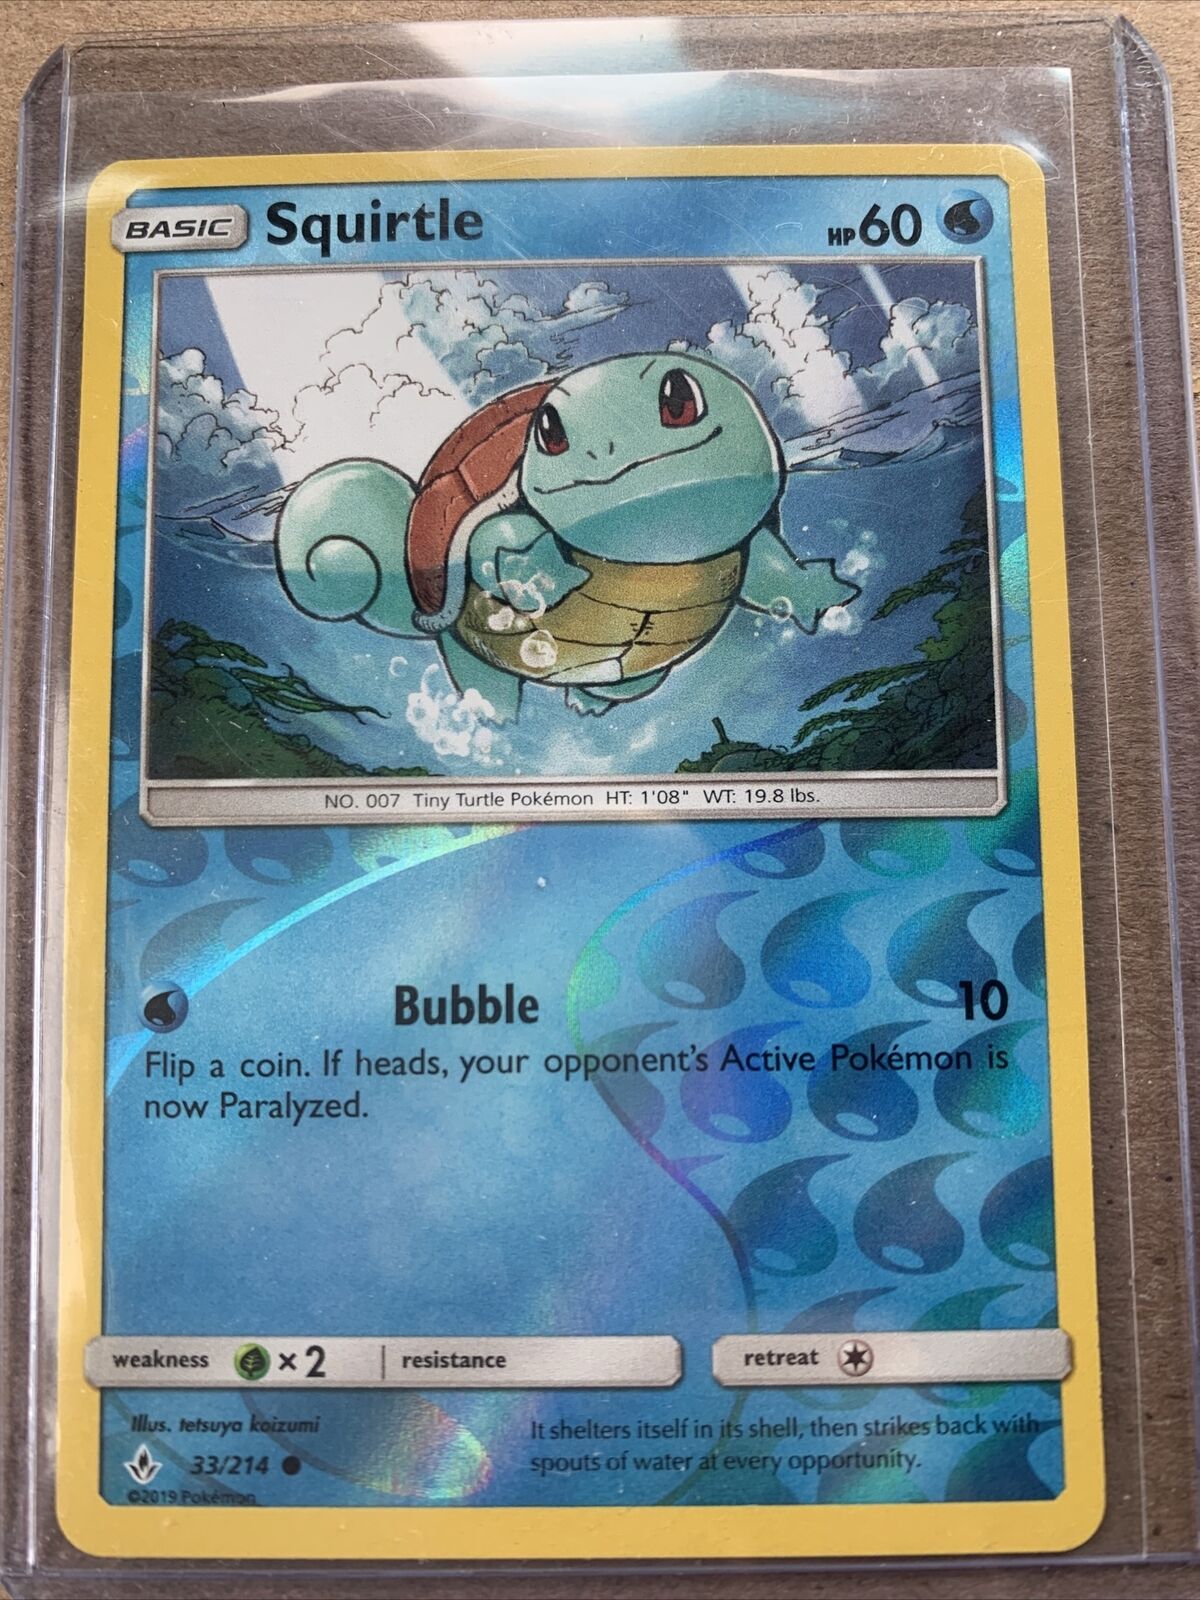 BASIC Squirtle HP 60
NO. 007 Tiny Turtle Pokémon HT: 1'08" WT: 19.8 lbs.
Bubble 10
Flip a coin. If heads, your opponent's Active Pokémon is
now Paralyzed.
weakness × 2 resistance retreat
Illus. tetsuya koizumi
33/214
©2019 Pokémon
It shelters itself in its shell, then strikes back with
spouts of water at every opportunity.